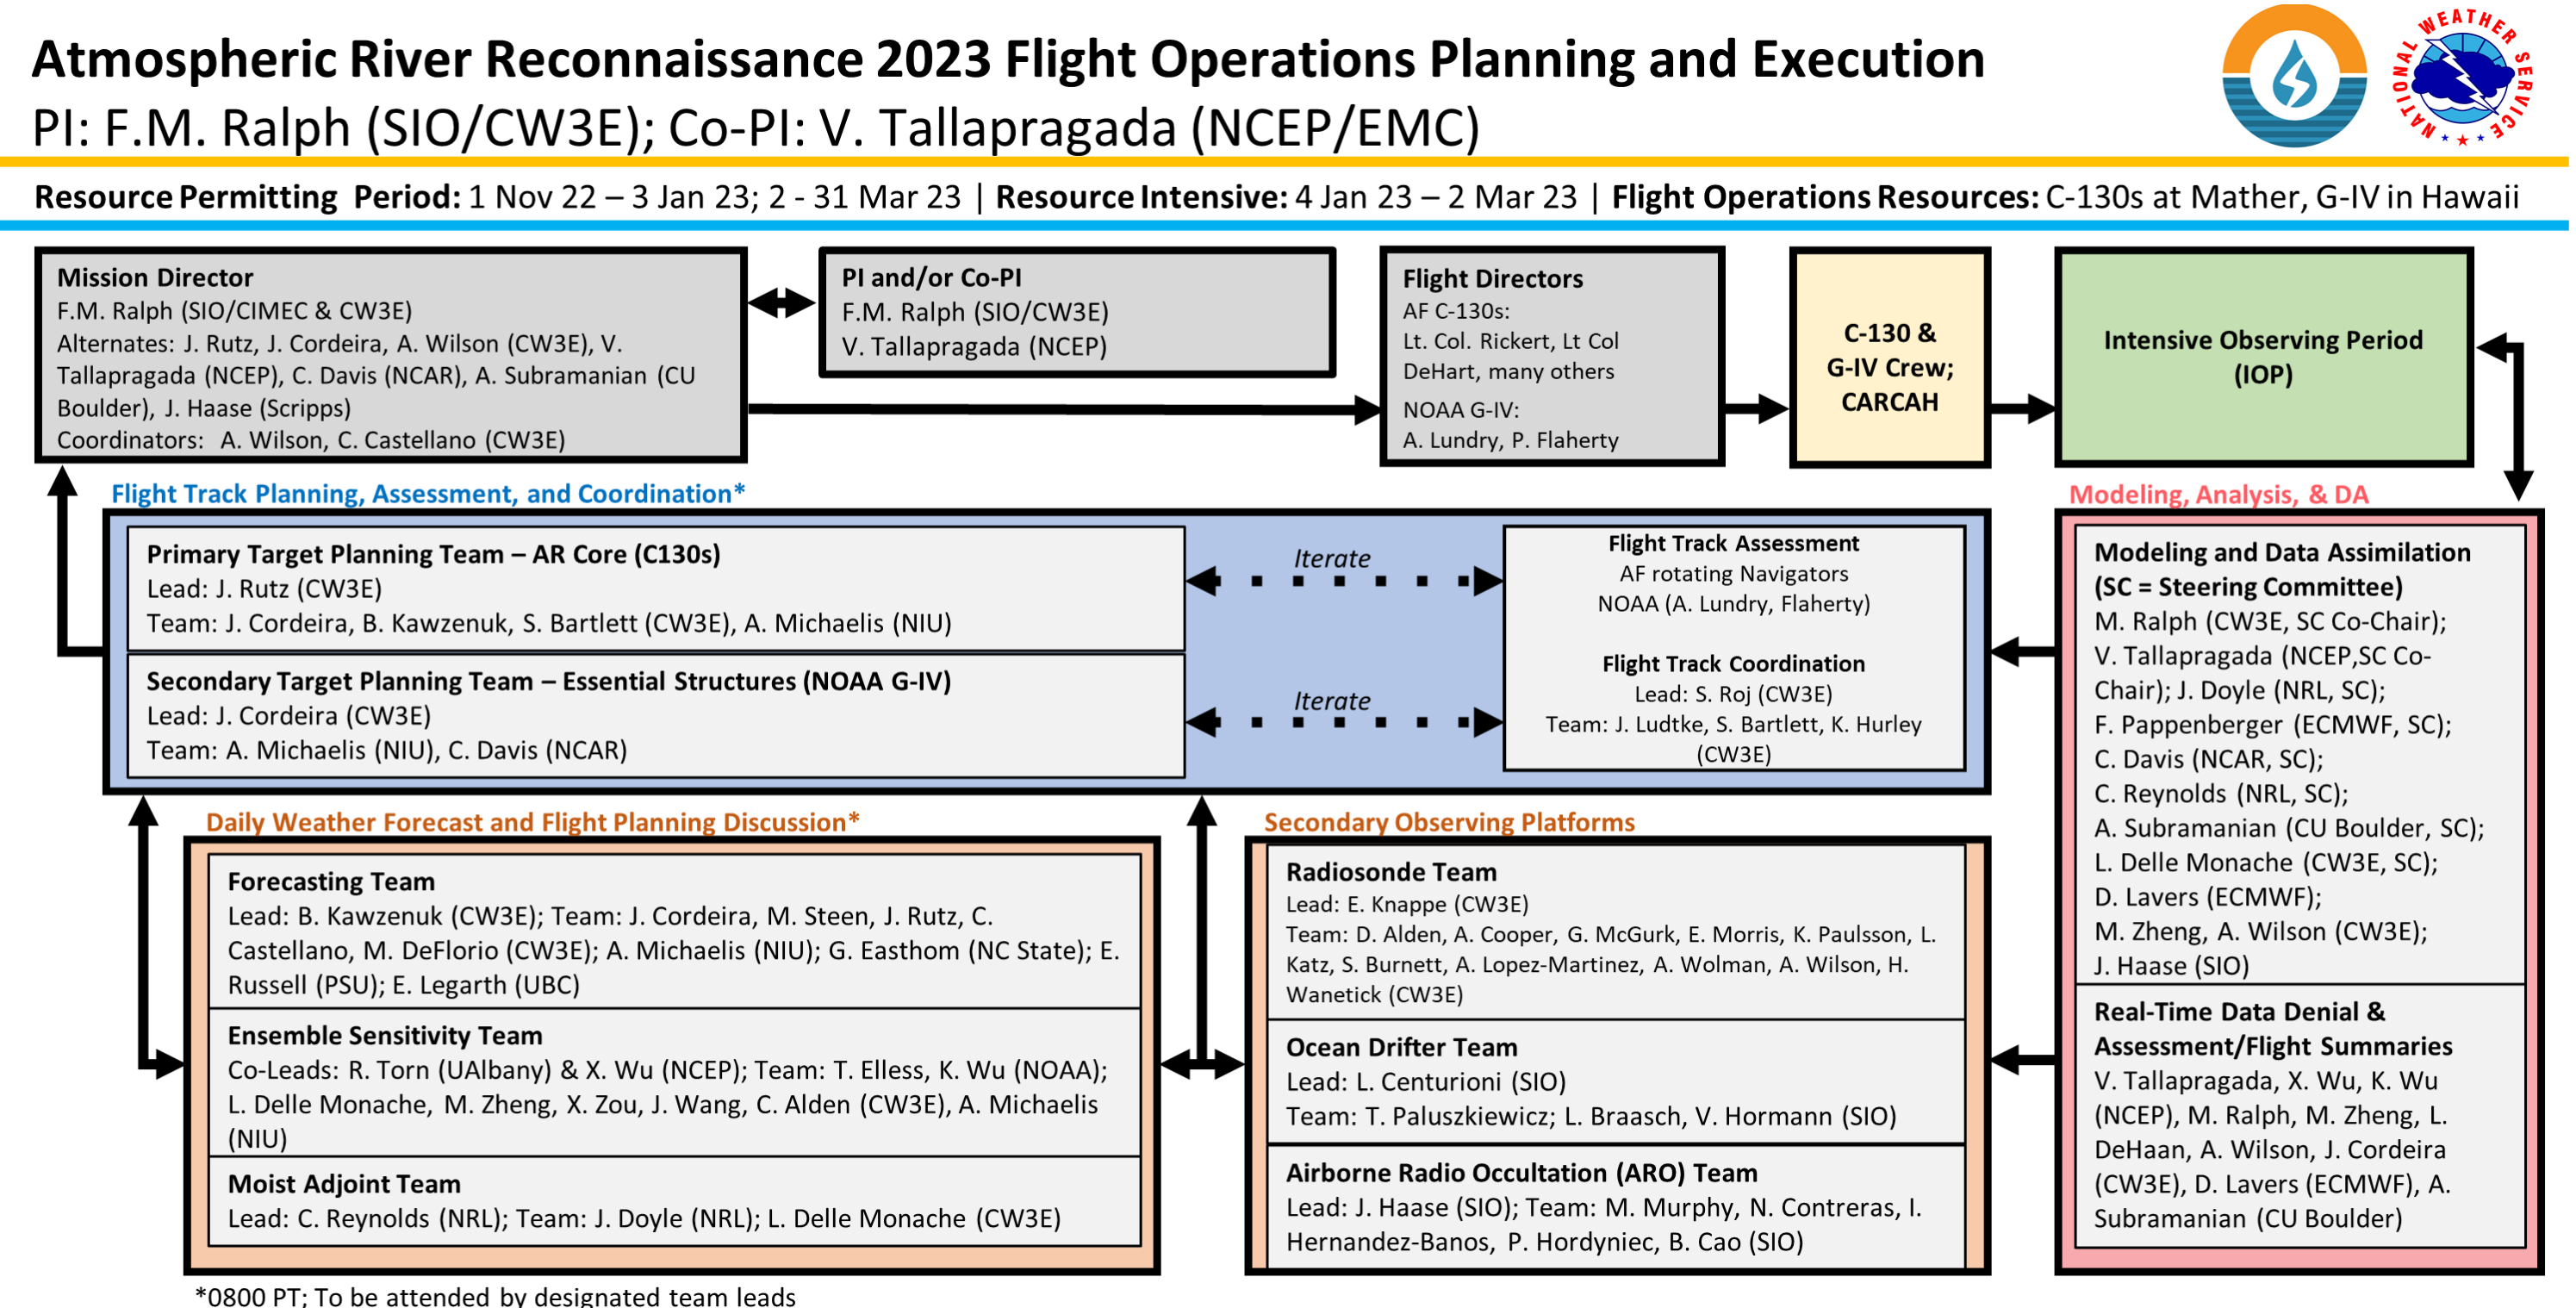 Atmospheric River Reconnaissance 2023 Flight Operations Planning and Execution
PI: F.M. Ralph (SIO/CW3E); Co-PI: V. Tallapragada (NCEP/EMC)
NATIONAL WEATHER SERVICE
Resource Permitting Period: 1 Nov 22 – 3 Jan 23; 2 - 31 Mar 23 | Resource Intensive: 4 Jan 23 – 2 Mar 23 | Flight Operations Resources: C-130s at Mather, G-IV in Hawaii
Mission Director
F.M. Ralph (SIO/CIMEC & CW3E)
Alternates: J. Rutz, J. Cordeira, A. Wilson (CW3E), V.
Tallapragada (NCEP), C. Davis (NCAR), A. Subramanian (CU
Boulder), J. Haase (Scripps)
Coordinators: A. Wilson, C. Castellano (CW3E)
PI and/or Co-PI
F.M. Ralph (SIO/CW3E)
V. Tallapragada (NCEP)
Flight Directors
AF C-130s:
Lt. Col. Rickert, Lt Col
DeHart, many others
NOAA G-IV:
A. Lundry, P. Flaherty
C-130 &
G-IV Crew;
CARCAH
Intensive Observing Period
(IOP)
Flight Track Planning, Assessment, and Coordination*
Primary Target Planning Team – AR Core (C130s)
Lead: J. Rutz (CW3E)
Team: J. Cordeira, B. Kawzenuk, S. Bartlett (CW3E), A. Michaelis (NIU)
Secondary Target Planning Team – Essential Structures (NOAA G-IV)
Lead: J. Cordeira (CW3E)
Team: A. Michaelis (NIU), C. Davis (NCAR)
Iterate
Iterate
Flight Track Assessment
AF rotating Navigators
NOAA (A. Lundry, Flaherty)
Flight Track Coordination
Lead: S. Roj (CW3E)
Team: J. Ludtke, S. Bartlett, K. Hurley
(CW3E)
Modeling, Analysis, & DA
Modeling and Data Assimilation
(SC = Steering Committee)
M. Ralph (CW3E, SC Co-Chair);
V. Tallapragada (NCEP,SC Co-
Chair); J. Doyle (NRL, SC);
F. Pappenberger (ECMWF, SC);
C. Davis (NCAR, SC);
C. Reynolds (NRL, SC);
A. Subramanian (CU Boulder, SC);
L. Delle Monache (CW3E, SC);
D. Lavers (ECMWF);
M. Zheng, A. Wilson (CW3E);
J. Haase (SIO)
Real-Time Data Denial &
Assessment/Flight Summaries
V. Tallapragada, X. Wu, K. Wu
(NCEP), M. Ralph, M. Zheng, L.
DeHaan, A. Wilson, J. Cordeira
(CW3E), D. Lavers (ECMWF), A.
Subramanian (CU Boulder)
Daily Weather Forecast and Flight Planning Discussion*
Forecasting Team
Lead: B. Kawzenuk (CW3E); Team: J. Cordeira, M. Steen, J. Rutz, C.
Castellano, M. DeFlorio (CW3E); A. Michaelis (NIU); G. Easthom (NC State); E.
Russell (PSU); E. Legarth (UBC)
Ensemble Sensitivity Team
Co-Leads: R. Torn (UAlbany) & X. Wu (NCEP); Team: T. Elless, K. Wu (NOAA);
L. Delle Monache, M. Zheng, X. Zou, J. Wang, C. Alden (CW3E), A. Michaelis
(NIU)
Moist Adjoint Team
Lead: C. Reynolds (NRL); Team: J. Doyle (NRL); L. Delle Monache (CW3E)
Secondary Observing Platforms
Radiosonde Team
Lead: E. Knappe (CW3E)
Team: D. Alden, A. Cooper, G. McGurk, E. Morris, K. Paulsson, L.
Katz, S. Burnett, A. Lopez-Martinez, A. Wolman, A. Wilson, H.
Wanetick (CW3E)
Ocean Drifter Team
Lead: L. Centurioni (SIO)
Team: T. Paluszkiewicz; L. Braasch, V. Hormann (SIO)
Airborne Radio Occultation (ARO) Team
Lead: J. Haase (SIO); Team: M. Murphy, N. Contreras, I.
Hernandez-Banos, P. Hordyniec, B. Cao (SIO)
*0800 PT; To be attended by designated team leads